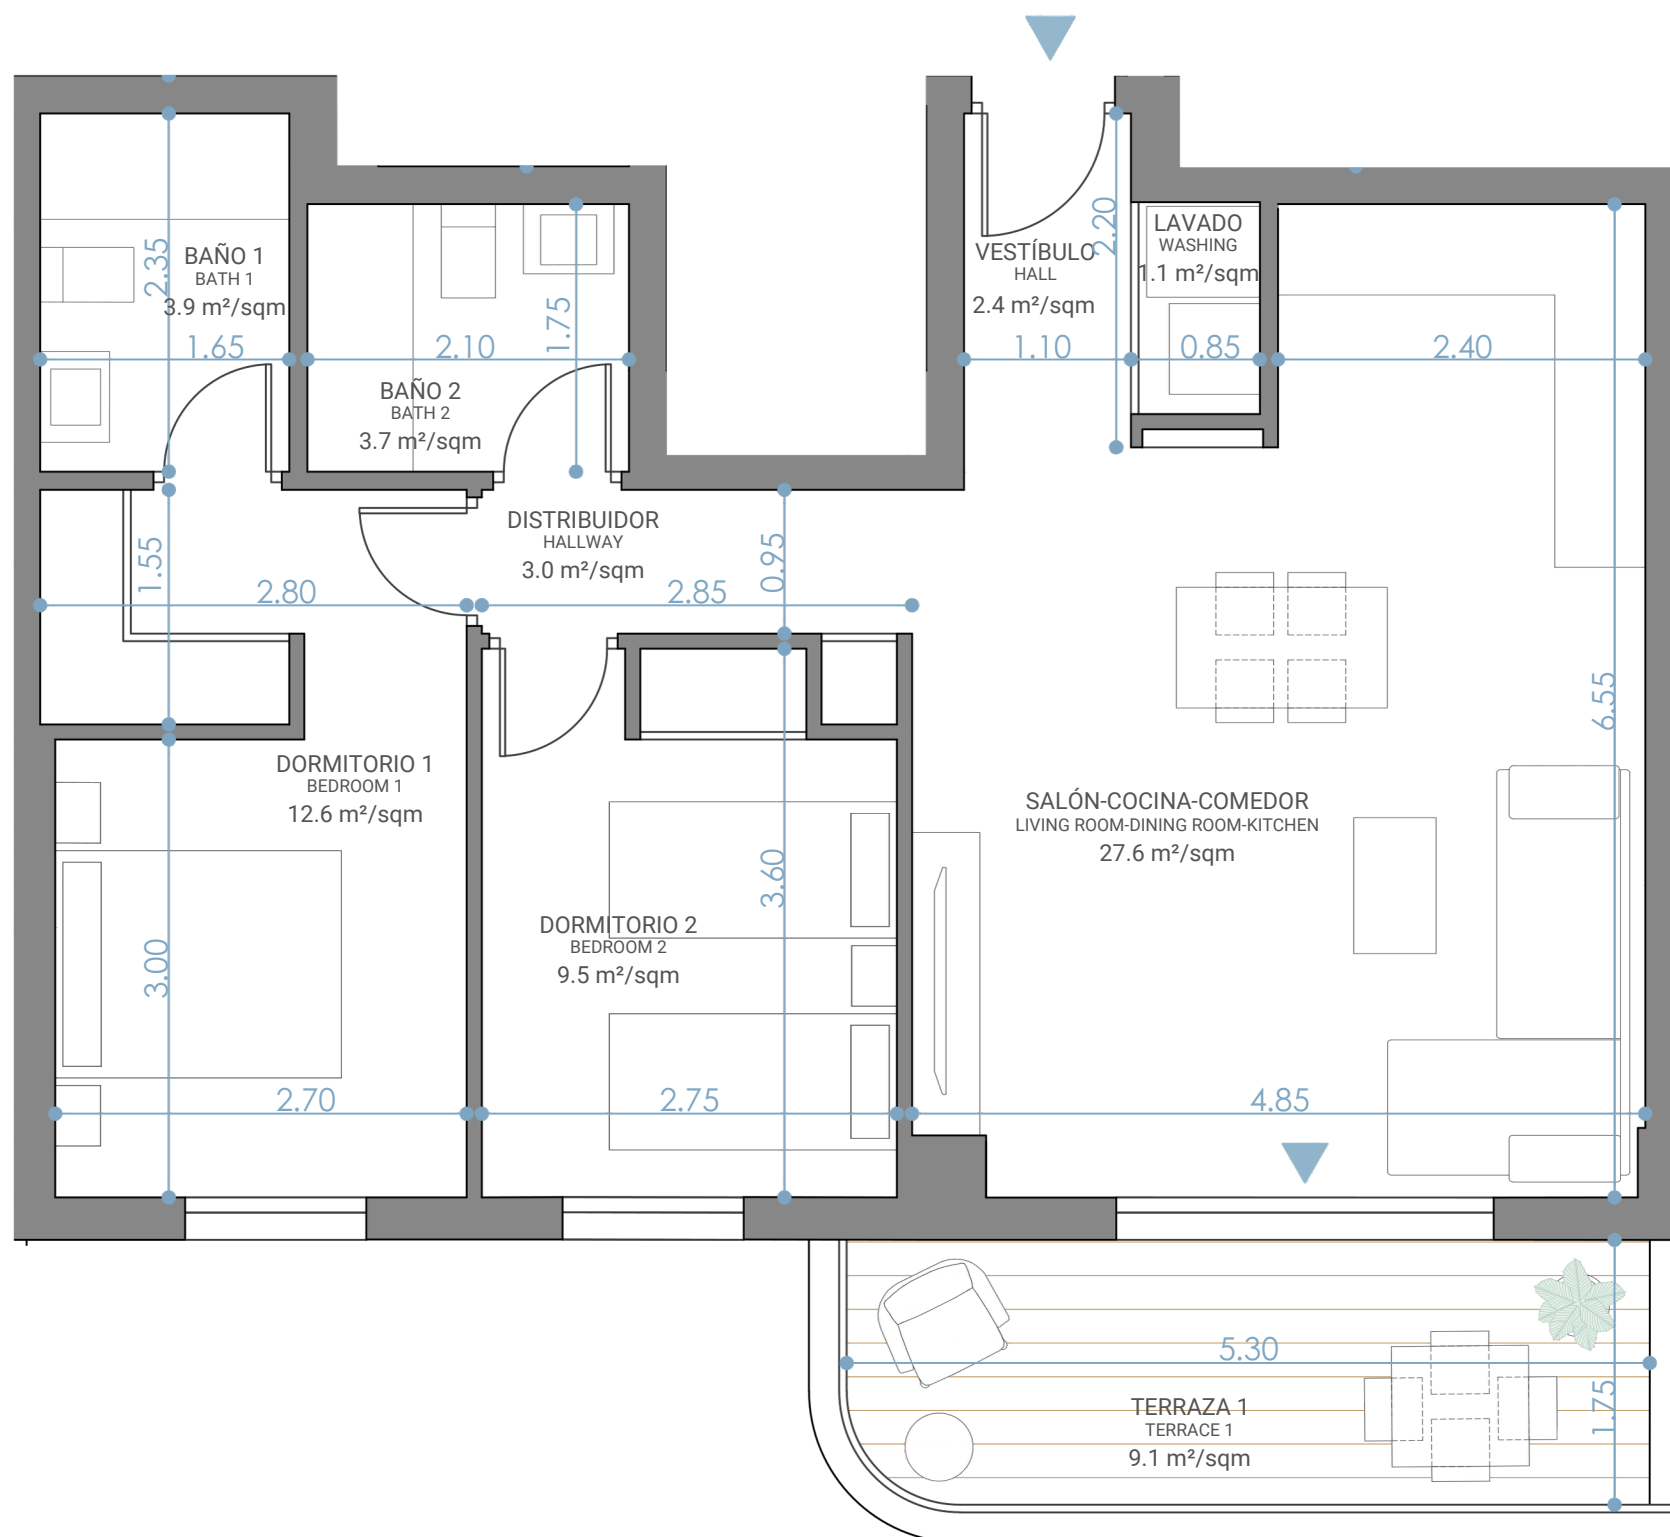 BAÑO 1
BATH 1
3.9 m²/sqm
2.35
1.65
BAÑO 2
BATH 2
3.7 m²/sqm
2.10
1.75
VESTÍBULO
HALL
2.4 m²/sqm
2.20
1.10
LAVADO
WASHING
1.1 m²/sqm
0.85
2.40
DISTRIBUIDOR
HALLWAY
3.0 m²/sqm
1.55
2.80
2.85
0.95
DORMITORIO 1
BEDROOM 1
12.6 m²/sqm
3.00
2.70
DORMITORIO 2
BEDROOM 2
9.5 m²/sqm
3.60
2.75
SALÓN-COCINA-COMEDOR
LIVING ROOM-DINING ROOM-KITCHEN
27.6 m²/sqm
6.55
4.85
5.30
TERRAZA 1
TERRACE 1
9.1 m²/sqm
1.75